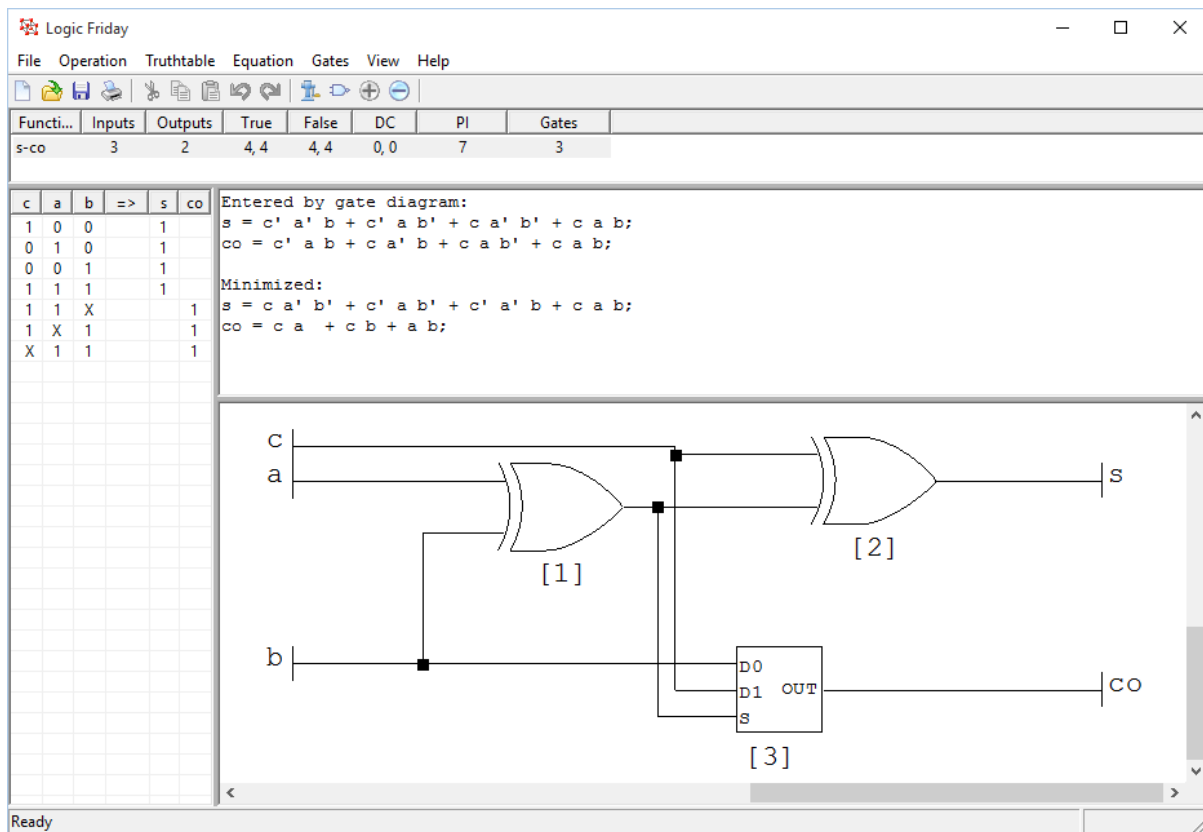 Logic Friday
File Operation Truthtable Equation Gates View Help
Functi... Inputs Outputs True False DC PI Gates
s-co 3 2 4, 4 4, 4 0, 0 7 3
c a b => s co
1 0 0 1
0 1 0 1
0 0 1 1
1 1 1 1
1 1 X 1
1 X 1 1
X 1 1 1
Entered by gate diagram:
s = c' a' b + c' a b' + c a' b' + c a b;
co = c' a b + c a' b + c a b' + c a b;
Minimized:
s = c a' b' + c' a b' + c' a' b + c a b;
co = c a  + c b + a b;
c
a
s
[2]
[1]
b
D0
D1 OUT
S
co
[3]
Ready